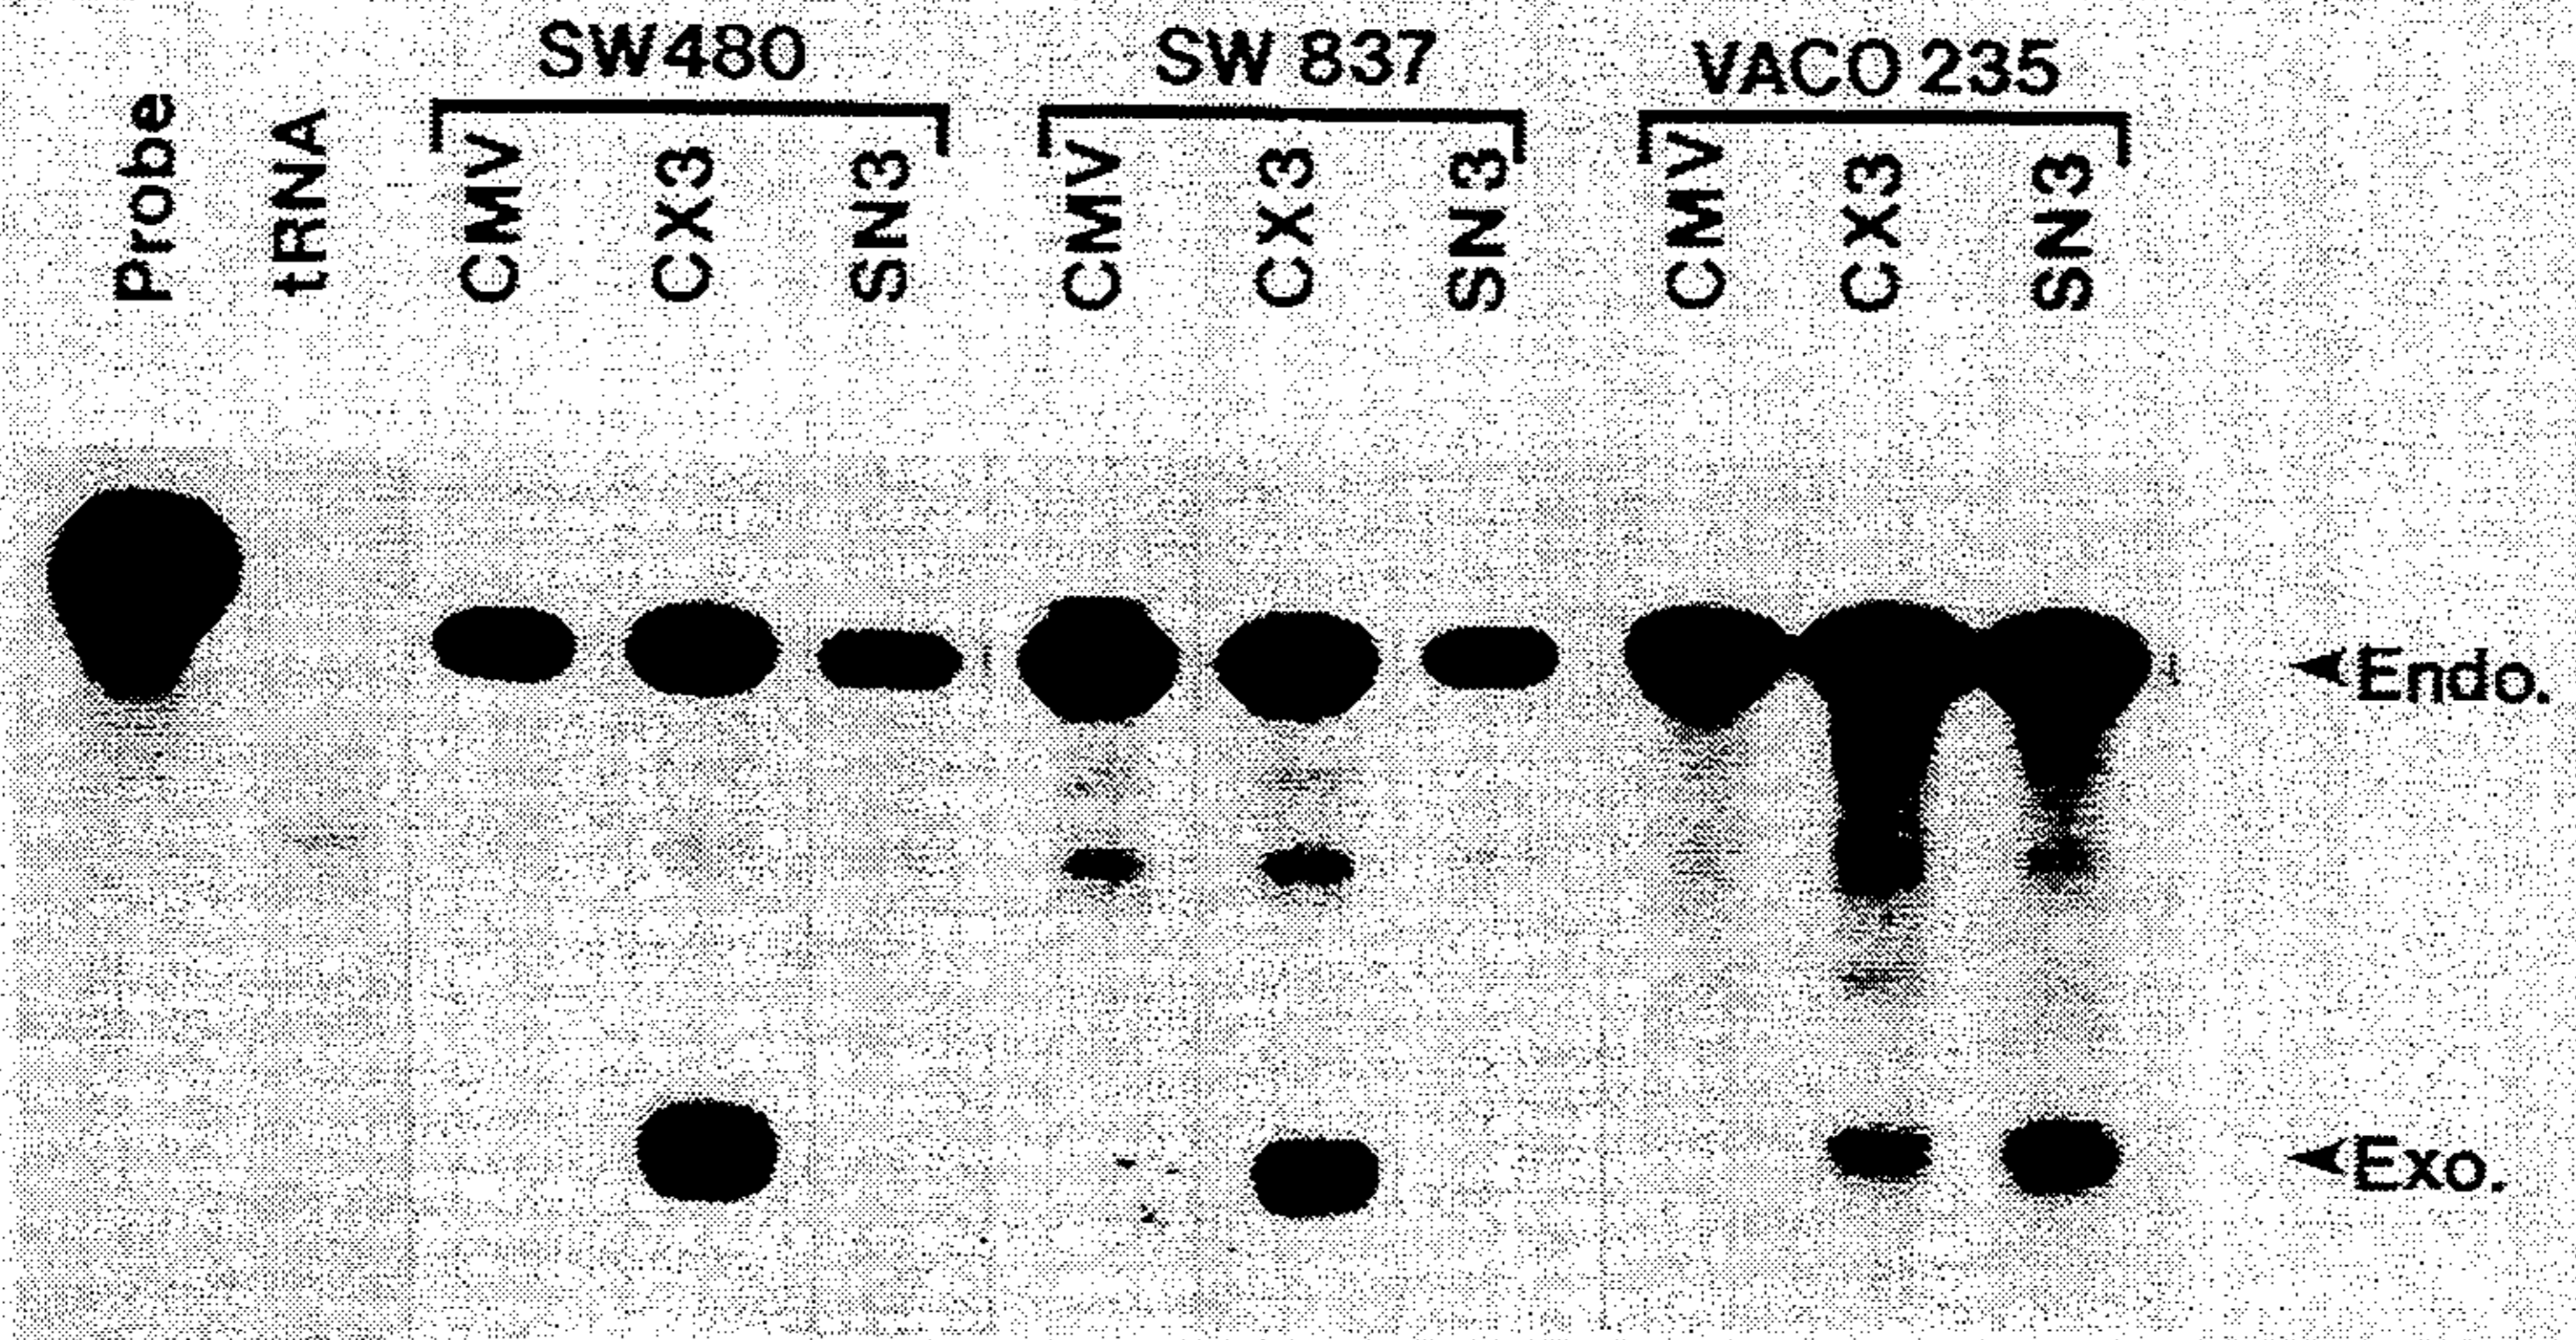 SW480 SW 837 VACO 235
Probe tRNA CMV CX3 SN3 CMV CX3 SN3 CMV CX3 SN3
Endo.
Exo.